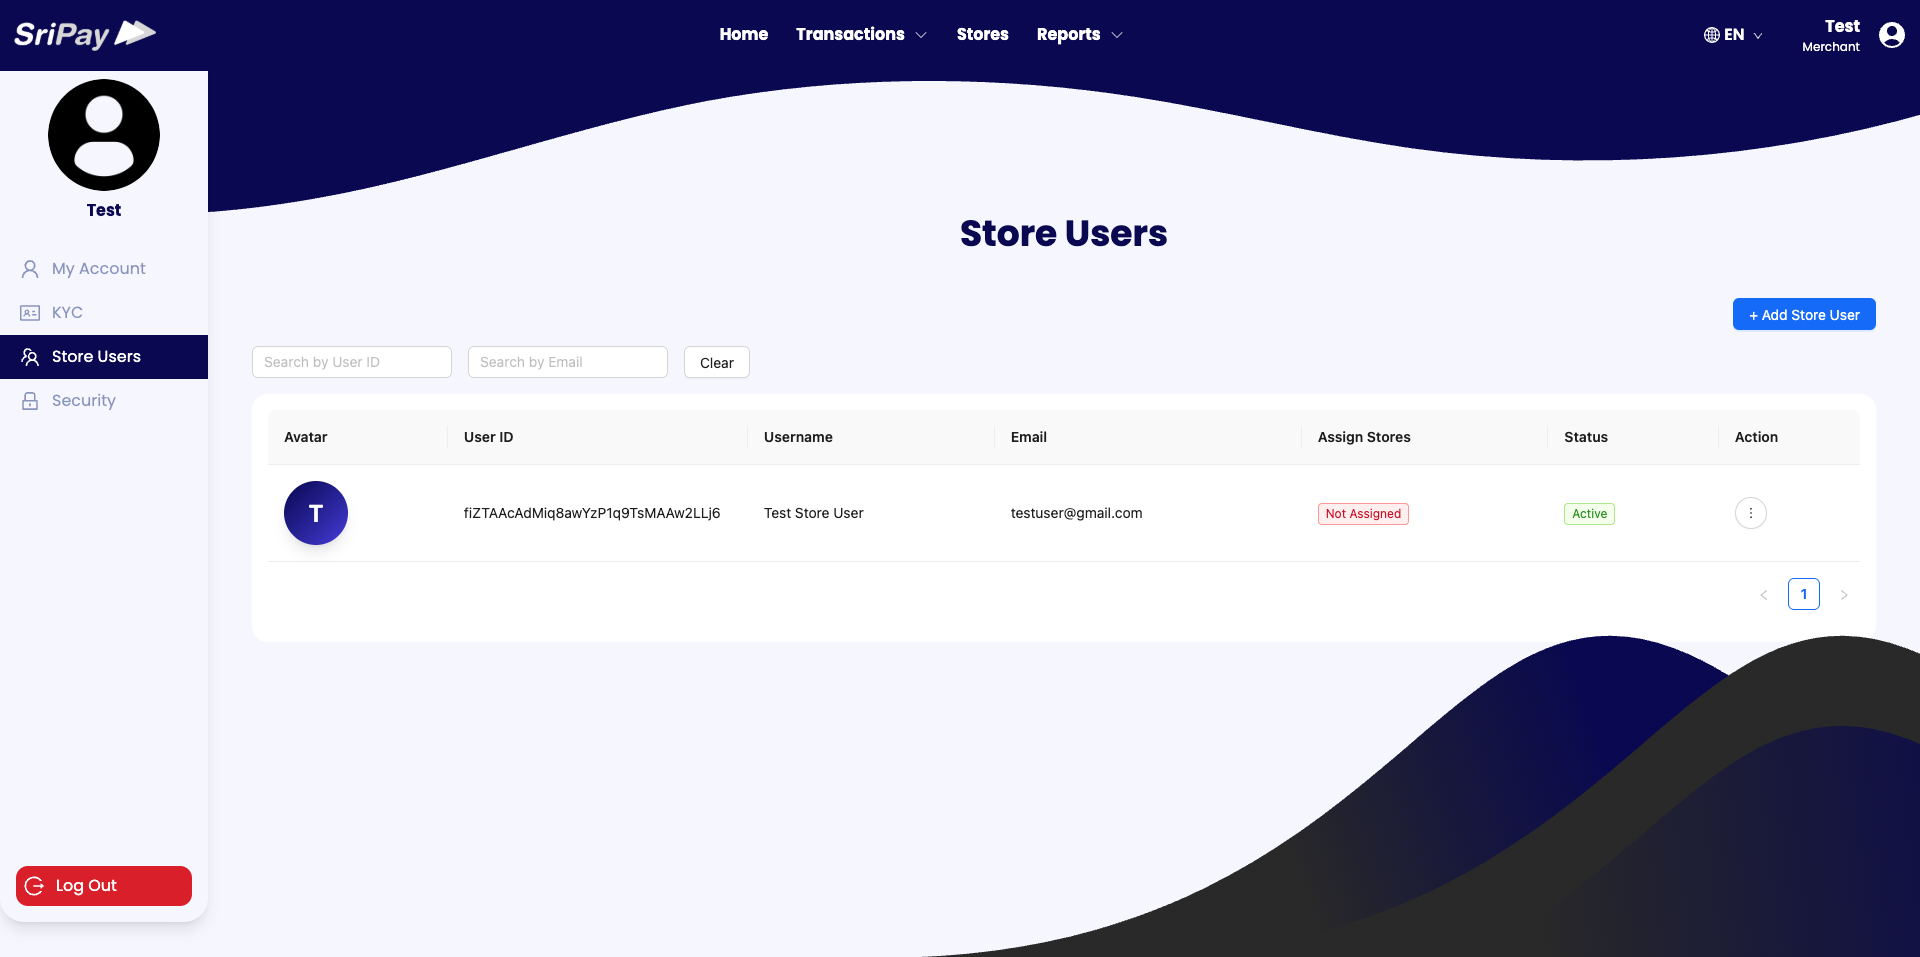 SriPay
Home Transactions Stores Reports
EN
Test
Merchant
Test
My Account
KYC
Store Users
Security
Log Out
Store Users
+ Add Store User
Search by User ID Search by Email Clear
Avatar User ID Username Email Assign Stores Status Action
T fiZTAAcAdMiq8awYzP1q9TsMAAw2LLj6 Test Store User testuser@gmail.com Not Assigned Active
1